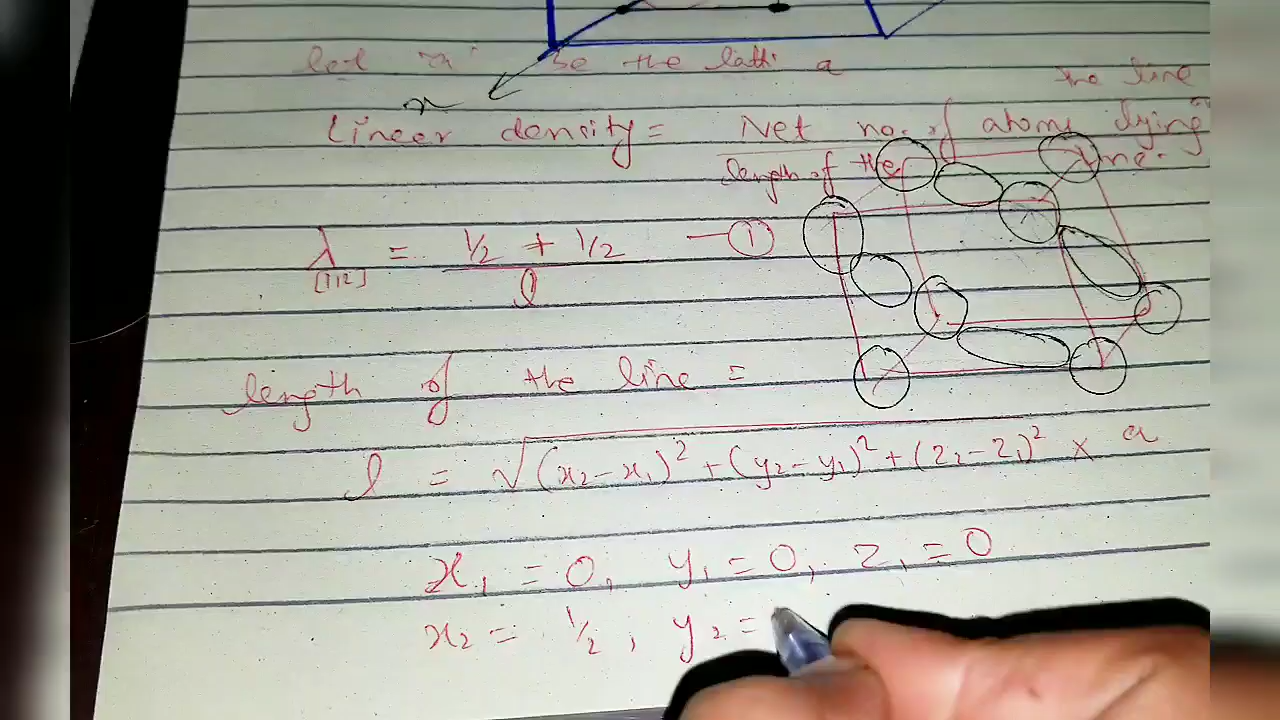 let 'a' be the latti a
x
the line
Linear density = Net no. of atoms lying
length of the line.
λ[112] = 1/2 + 1/2 / l —①
length of the line =
l = √(x₂-x₁)² + (y₂-y₁)² + (z₂-z₁)² × a
x₁ = 0, y₁ = 0, z₁ = 0
x₂ = 1/2, y₂ =